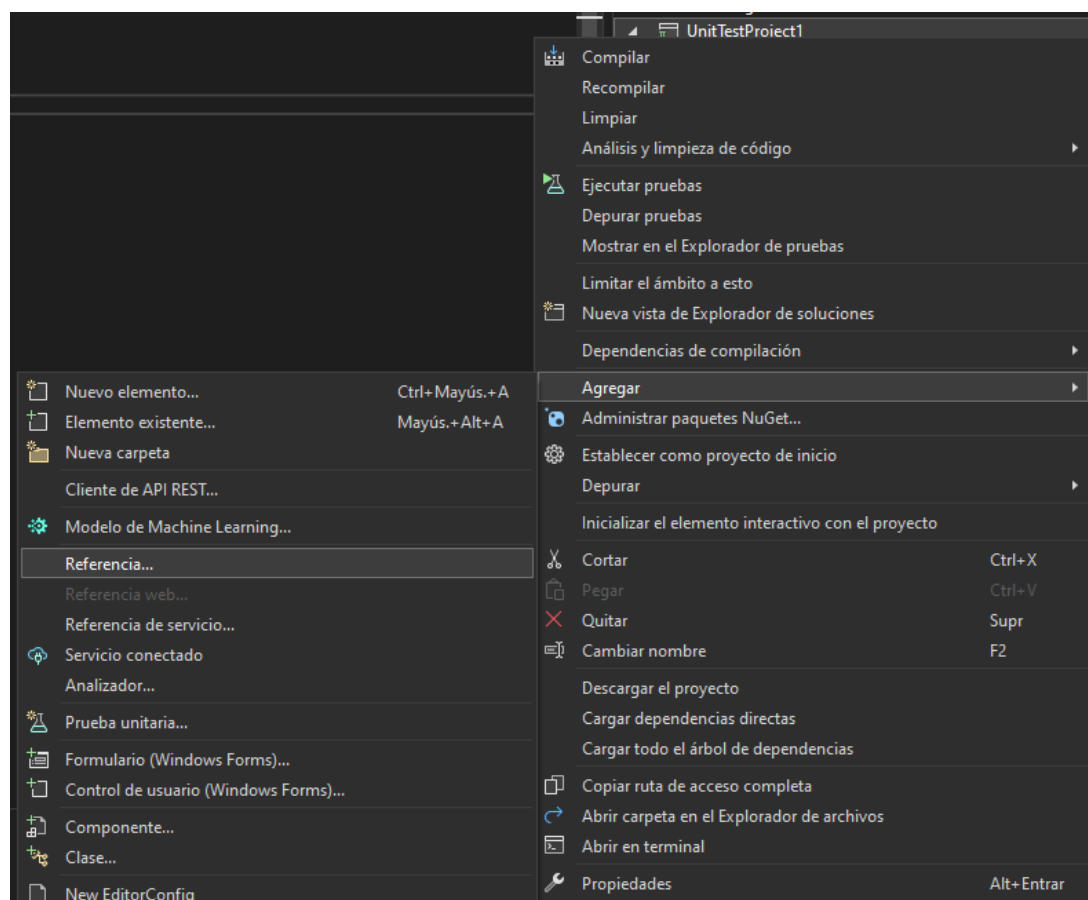 UnitTestProject1
Compilar
Recompilar
Limpiar
Análisis y limpieza de código
Ejecutar pruebas
Depurar pruebas
Mostrar en el Explorador de pruebas
Limitar el ámbito a esto
Nueva vista de Explorador de soluciones
Dependencias de compilación
Agregar
Administrar paquetes NuGet...
Establecer como proyecto de inicio
Depurar
Inicializar el elemento interactivo con el proyecto
Cortar Ctrl+X
Pegar Ctrl+V
Quitar Supr
Cambiar nombre F2
Descargar el proyecto
Cargar dependencias directas
Cargar todo el árbol de dependencias
Copiar ruta de acceso completa
Abrir carpeta en el Explorador de archivos
Abrir en terminal
Propiedades Alt+Entrar
Nuevo elemento... Ctrl+Mayús.+A
Elemento existente... Mayús.+Alt+A
Nueva carpeta
Cliente de API REST...
Modelo de Machine Learning...
Referencia...
Referencia web...
Referencia de servicio...
Servicio conectado
Analizador...
Prueba unitaria...
Formulario (Windows Forms)...
Control de usuario (Windows Forms)...
Componente...
Clase...
New EditorConfig